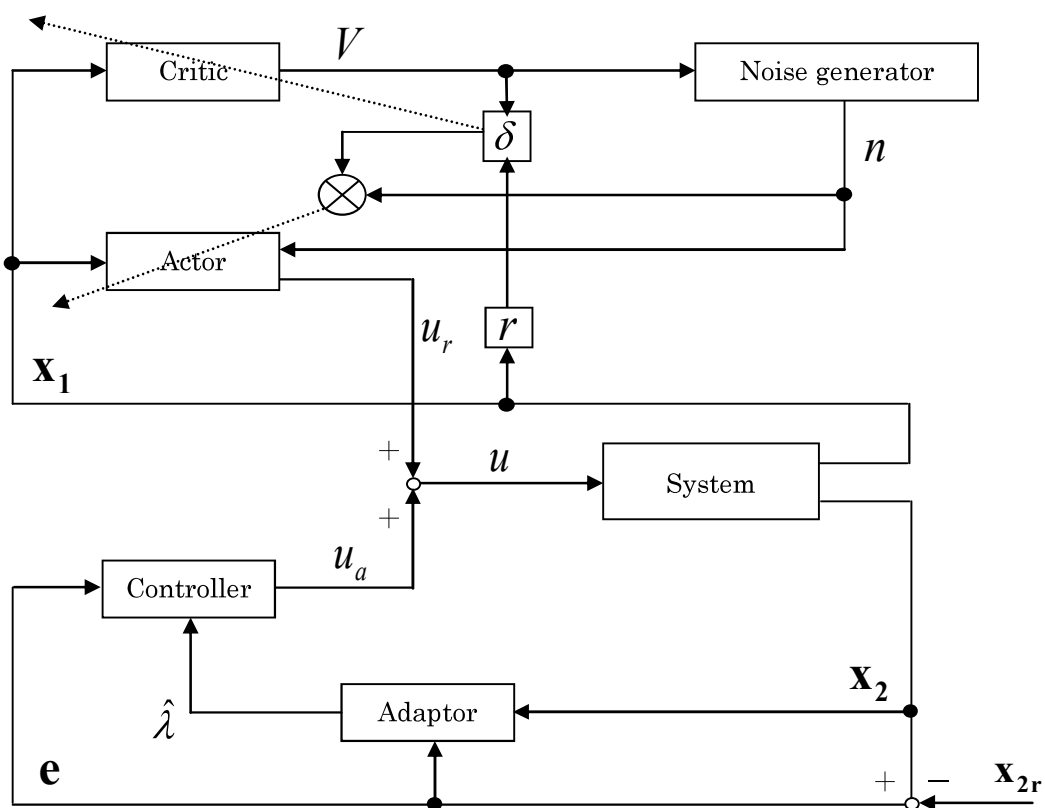 V
Critic
Noise generator
δ
n
Actor
r
u_r
x_1
+
u
System
+
u_a
Controller
x_2
λ̂
Adaptor
e
+
−
x_2r